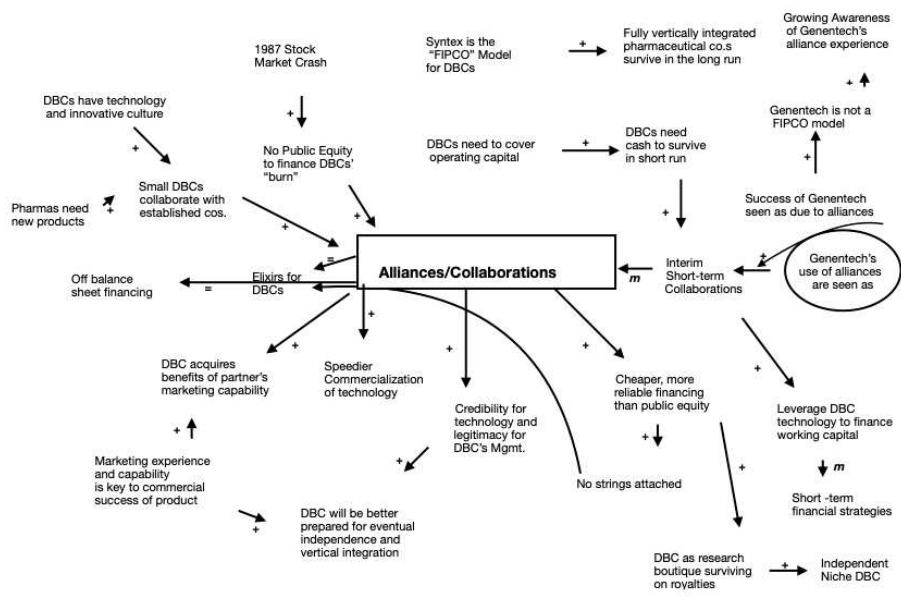 Growing Awareness
of Genentech's
alliance experience
+
1987 Stock
Market Crash
+
Syntex is the
"FIPCO" Model
for DBCs
+
Fully vertically integrated
pharmaceutical co.s
survive in the long run
DBCs have technology
and innovative culture
+
Genentech is not a
FIPCO model
+
No Public Equity
to finance DBCs'
"burn"
+
DBCs need to cover
operating capital
+
DBCs need
cash to survive
in short run
+
Pharmas need
new products
+
Small DBCs
collaborate with
established cos.
+
Success of Genentech
seen as due to alliances
Alliances/Collaborations
m
Interim
Short-term
Collaborations
+
Genentech's
use of alliances
are seen as
Off balance
sheet financing
=
=
Elixirs for
DBCs
+
DBC acquires
benefits of partner's
marketing capability
+
Speedier
Commercialization
of technology
+
Credibility for
technology and
legitimacy for
DBC's Mgmt.
+
Cheaper, more
reliable financing
than public equity
+
Leverage DBC
technology to finance
working capital
+
Marketing experience
and capability
is key to commercial
success of product
+
+
No strings attached
+
m
Short -term
financial strategies
+
DBC will be better
prepared for eventual
independence and
vertical integration
+
DBC as research
boutique surviving
on royalties
+
Independent
Niche DBC